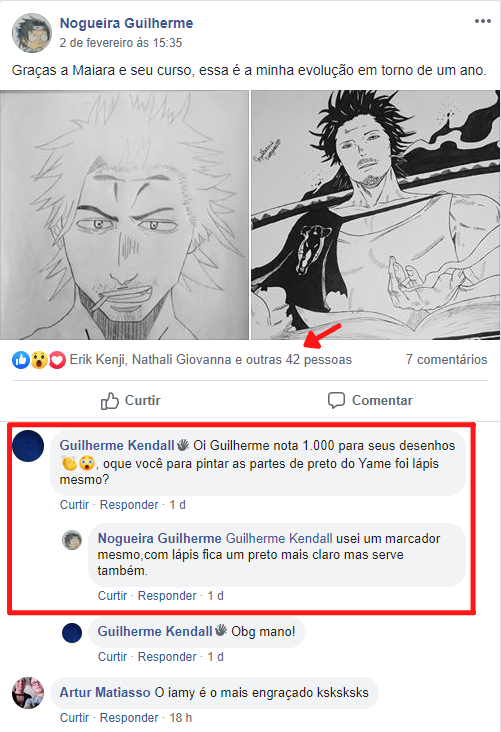 Nogueira Guilherme
2 de fevereiro às 15:35
Graças a Maiara e seu curso, essa é a minha evolução em torno de um ano.
Erik Kenji, Nathali Giovanna e outras 42 pessoas
7 comentários
Curtir
Comentar
Guilherme Kendall Oi Guilherme nota 1.000 para seus desenhos
👏😮, oque você para pintar as partes de preto do Yame foi lápis
mesmo?
Curtir · Responder · 1 d
Nogueira Guilherme Guilherme Kendall usei um marcador
mesmo,com lápis fica um preto mais claro mas serve
também.
Curtir · Responder · 1 d
Guilherme Kendall Obg mano!
Curtir · Responder · 1 d
Artur Matiasso O iamy é o mais engraçado ksksksks
Curtir · Responder · 18 h